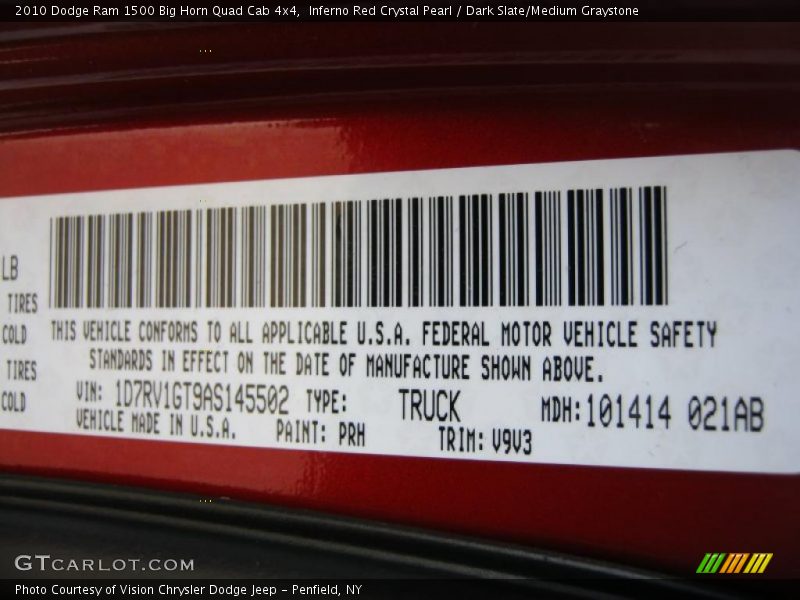 2010 Dodge Ram 1500 Big Horn Quad Cab 4x4, Inferno Red Crystal Pearl / Dark Slate/Medium Graystone
LB
TIRES
COLD
TIRES
COLD
THIS VEHICLE CONFORMS TO ALL APPLICABLE U.S.A. FEDERAL MOTOR VEHICLE SAFETY
STANDARDS IN EFFECT ON THE DATE OF MANUFACTURE SHOWN ABOVE.
VIN: 1D7RV1GT9AS145502 TYPE: TRUCK MDH:101414 021AB
VEHICLE MADE IN U.S.A. PAINT: PRH TRIM: V9V3
GTCARLOT.COM
Photo Courtesy of Vision Chrysler Dodge Jeep – Penfield, NY